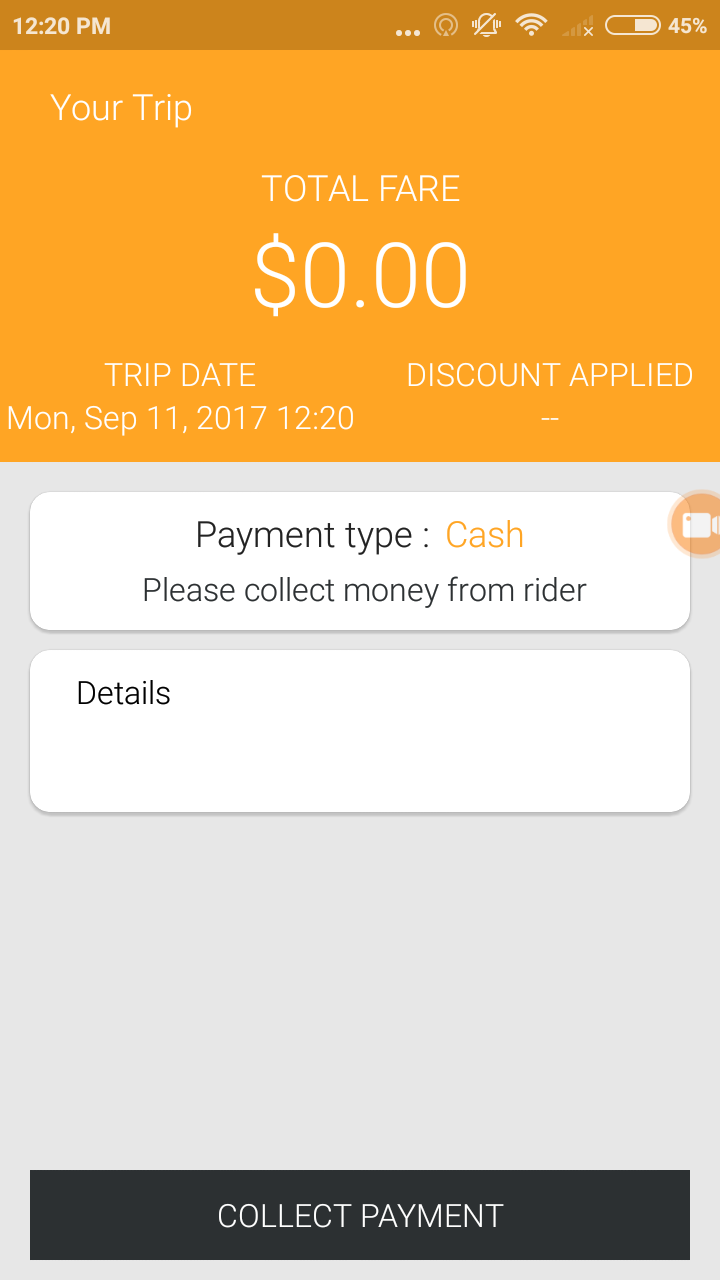 12:20 PM
45%
Your Trip
TOTAL FARE
$0.00
TRIP DATE
DISCOUNT APPLIED
Mon, Sep 11, 2017 12:20
--
Payment type : Cash
Please collect money from rider
Details
COLLECT PAYMENT